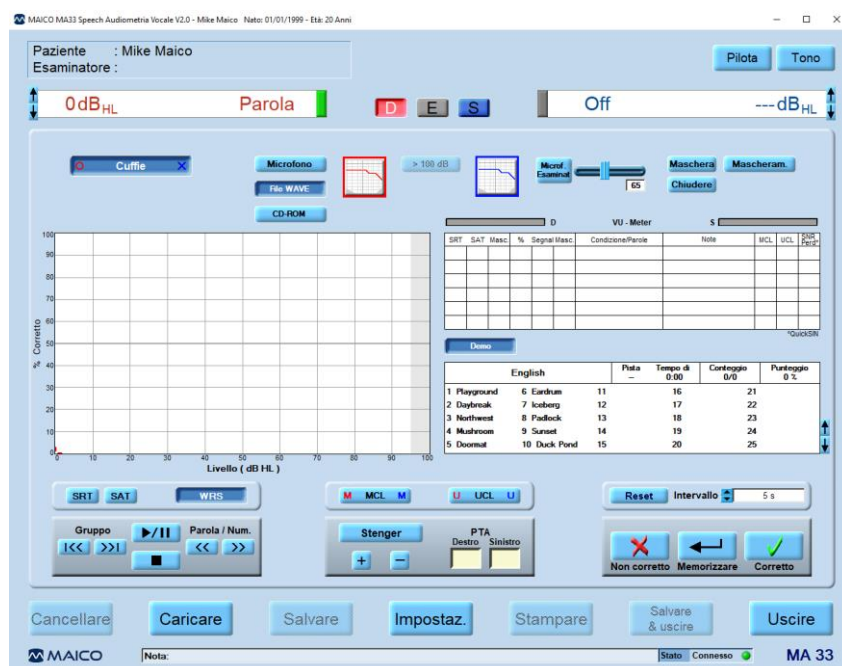 MAICO MA33 Speech Audiometria Vocale V2.0 - Mike Maico Nato: 01/01/1999 - Età: 20 Anni
Paziente : Mike Maico
Esaminatore :
Pilota Tono
0 dB HL Parola D E S Off --- dB HL
Cuffie
Microfono
File WAVE
CD-ROM
> 100 dB
Microf. Esaminat
65
Maschera Mascheram.
Chiudere
D VU - Meter S
SRT SAT Masc. % Segnal Masc. Condizione/Parole Note MCL UCL SNR Perd*
*QuickSIN
Demo
English Pista – Tempo di 0:00 Conteggio 0/0 Punteggio 0 %
1 Playground 6 Eardrum 11 16 21
2 Daybreak 7 Iceberg 12 17 22
3 Northwest 8 Padlock 13 18 23
4 Mushroom 9 Sunset 14 19 24
5 Doormat 10 Duck Pond 15 20 25
% Corretto
100
90
80
70
60
50
40
30
20
10
0
0 10 20 30 40 50 60 70 80 90 100
Livello ( dB HL )
SRT SAT WRS
M MCL M U UCL U
Reset Intervallo 5 s
Gruppo Parola / Num.
|<< >>| ▶/II << >>
Stenger
+ −
PTA
Destro Sinistro
Non corretto Memorizzare Corretto
Cancellare Caricare Salvare Impostaz. Stampare Salvare & uscire Uscire
MAICO Nota: Stato Connesso MA 33